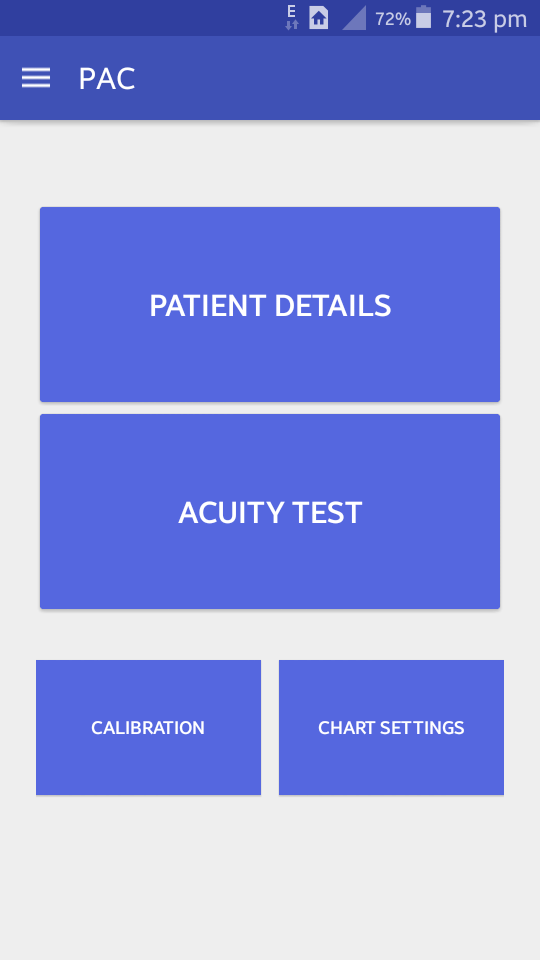 E 72% 7:23 pm
PAC
PATIENT DETAILS
ACUITY TEST
CALIBRATION CHART SETTINGS